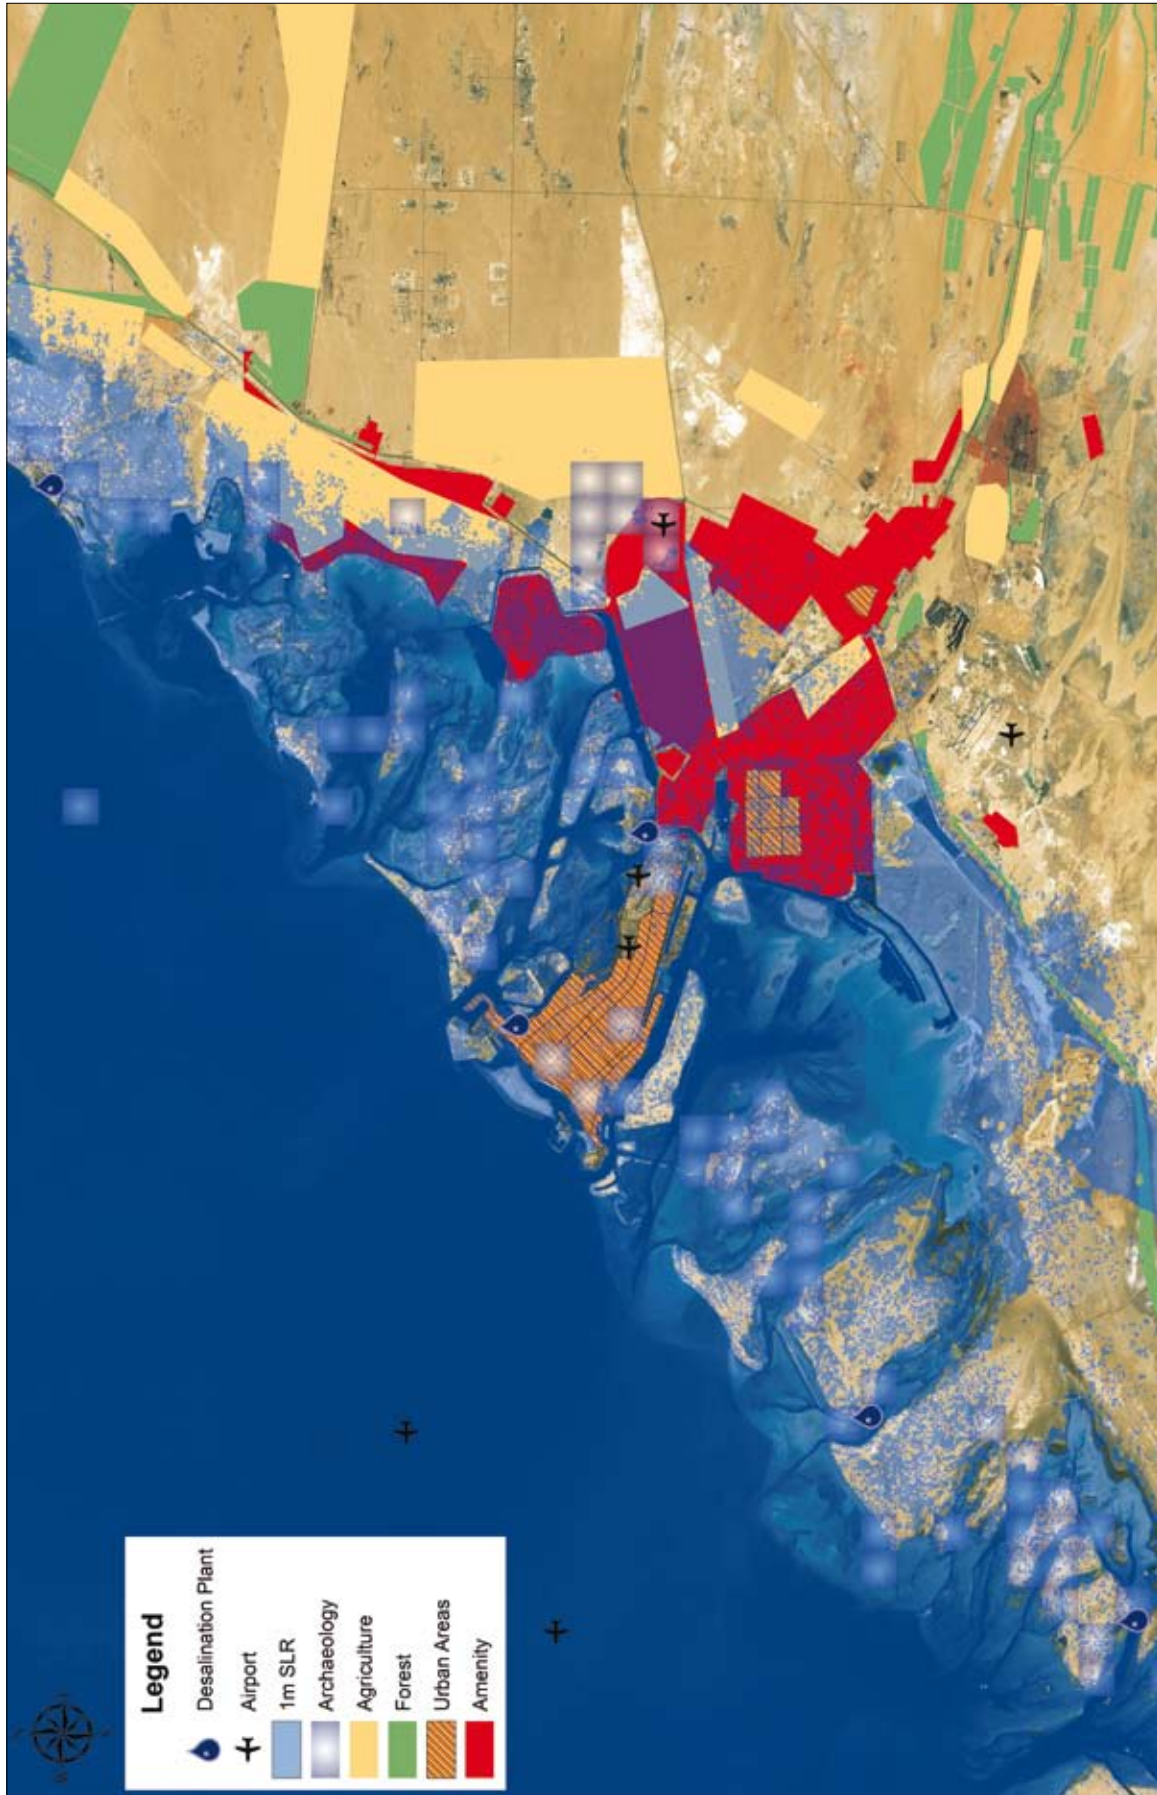 Legend
Desalination Plant
Airport
1m SLR
Archaeology
Agriculture
Forest
Urban Areas
Amenity